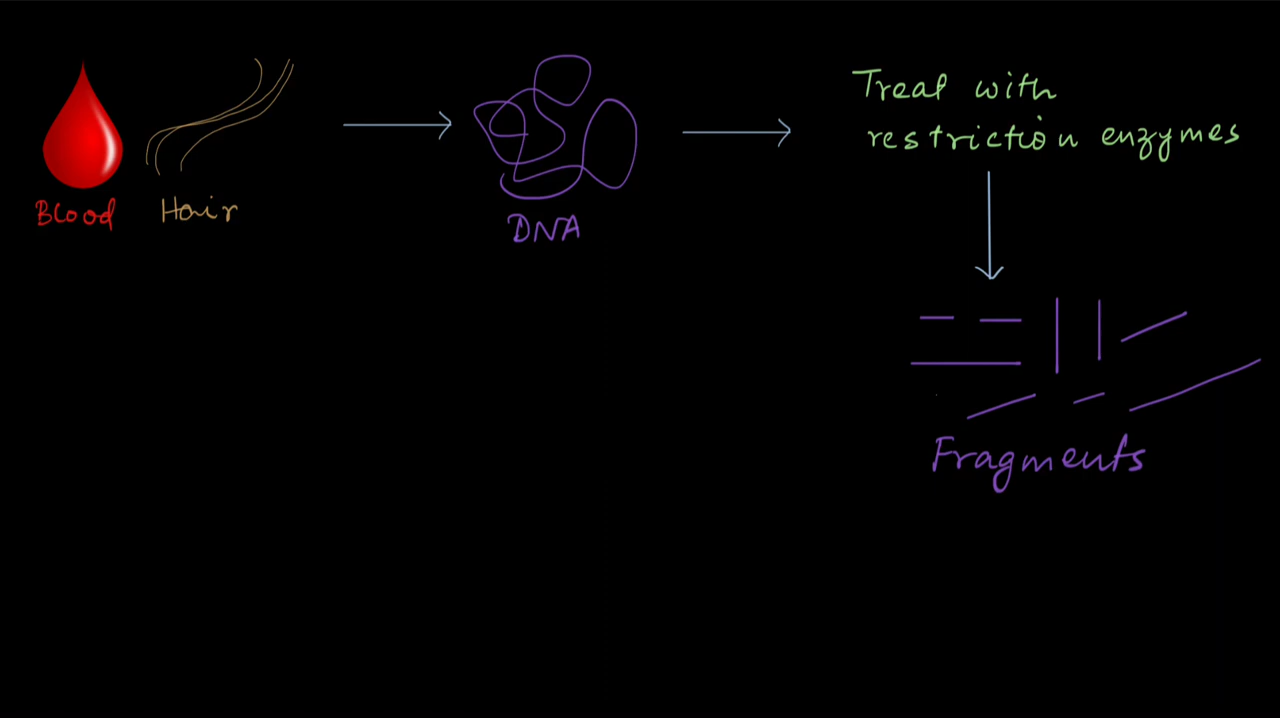 Blood
Hair
DNA
Treat with
restriction enzymes
Fragments